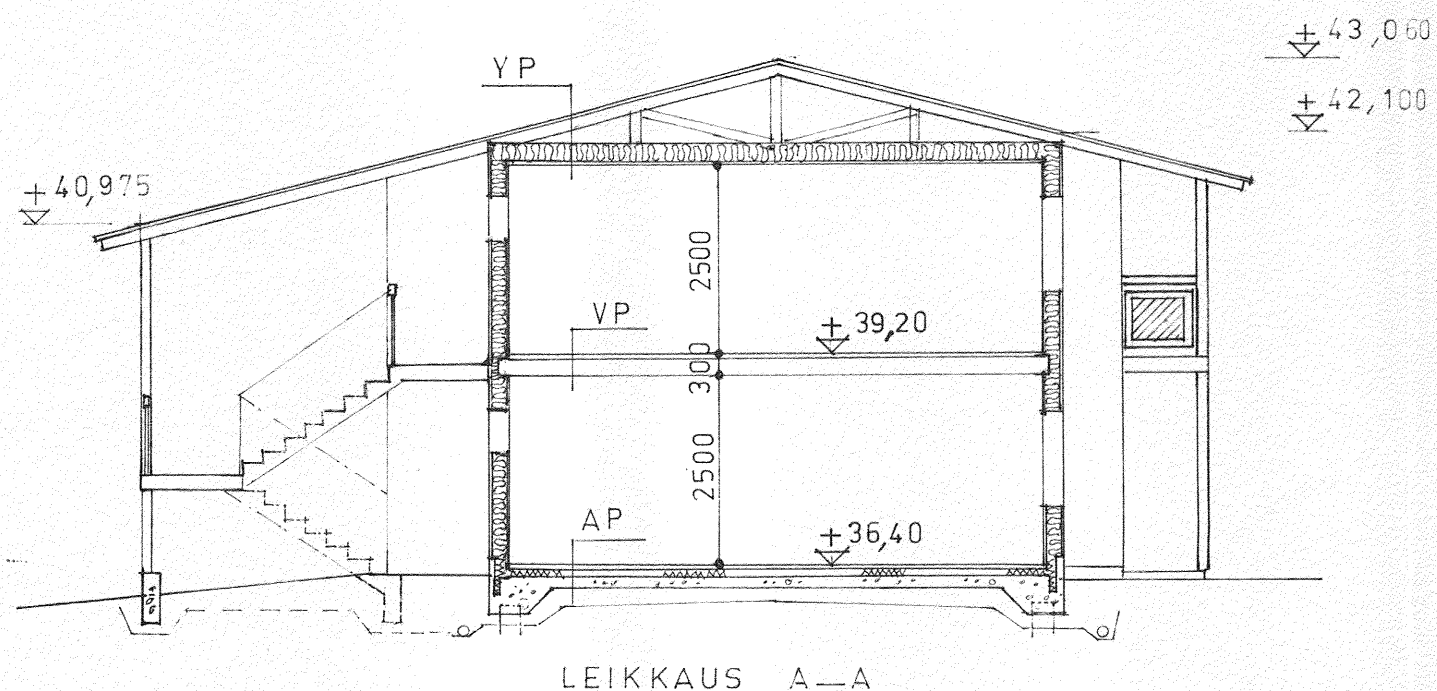 + 43,060
YP
+ 42,100
+ 40,975
2500
VP
+ 39,20
300
2500
AP
+ 36,40
LEIKKAUS A—A